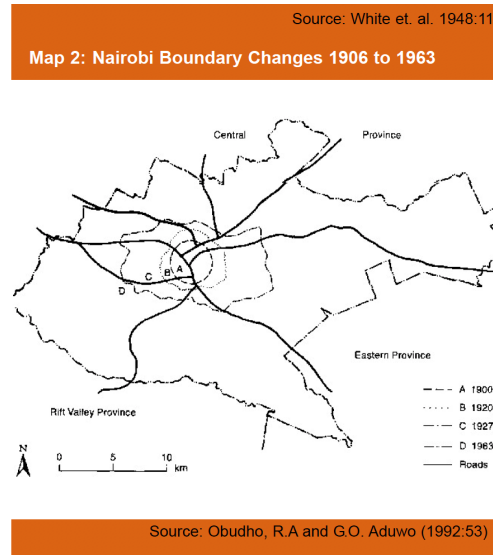 Source: White et. al. 1948:11
Map 2: Nairobi Boundary Changes 1906 to 1963
Central
Province
A
B
C
D
Eastern Province
Rift Valley Province
A 1900
B 1920
C 1927
D 1963
Roads
N
0 5 10
km
Source: Obudho, R.A and G.O. Aduwo (1992:53)